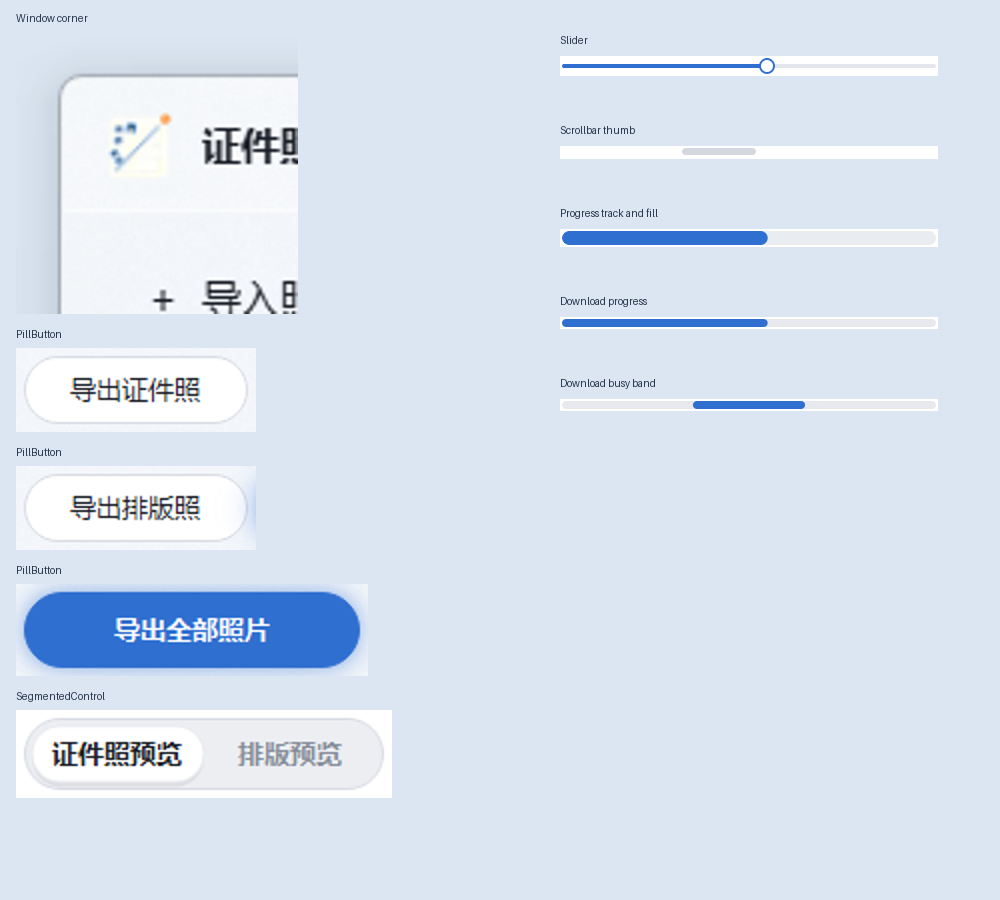 Window corner
证件照
+ 导入照
PillButton
导出证件照
PillButton
导出排版照
PillButton
导出全部照片
SegmentedControl
证件照预览 排版预览
Slider
Scrollbar thumb
Progress track and fill
Download progress
Download busy band